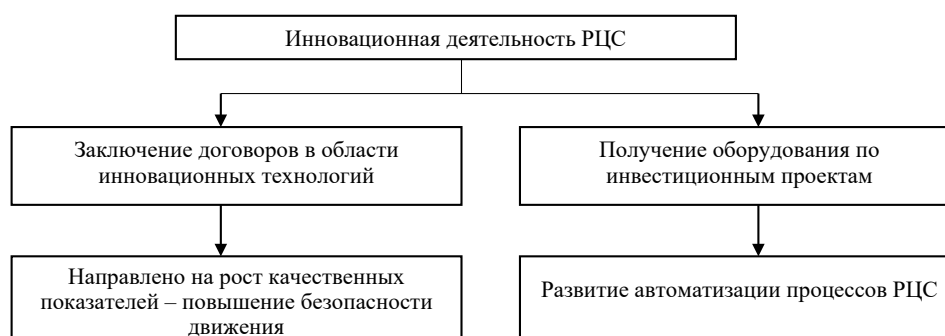 Инновационная деятельность РЦС
Заключение договоров в области
инновационных технологий
Получение оборудования по
инвестиционным проектам
Направлено на рост качественных
показателей – повышение безопасности
движения
Развитие автоматизации процессов РЦС